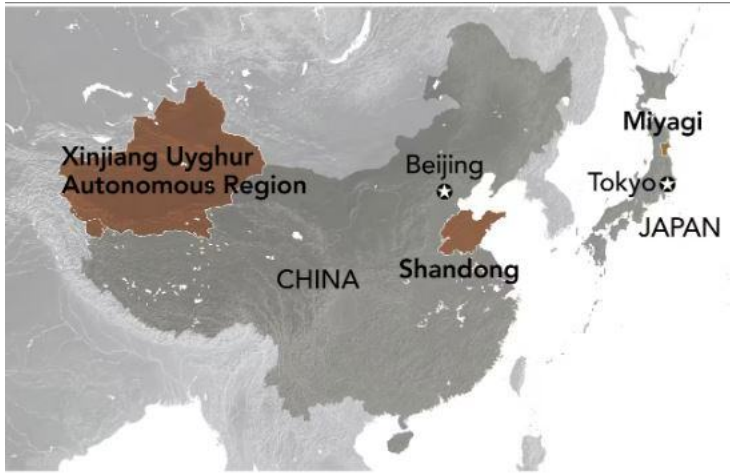 Miyagi
Xinjiang Uyghur
Autonomous Region
Beijing
Tokyo
JAPAN
Shandong
CHINA